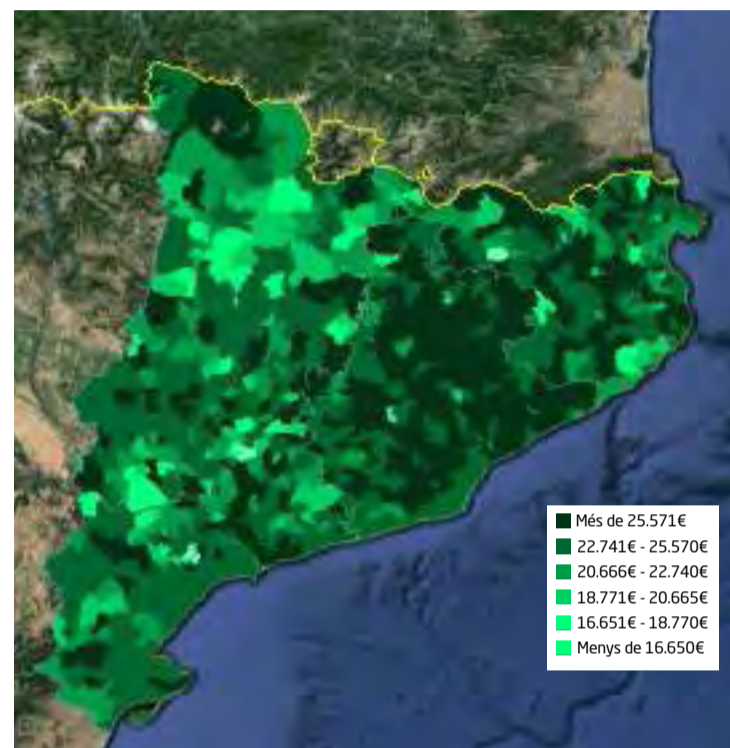 Més de 25.571€
22.741€ - 25.570€
20.666€ - 22.740€
18.771€ - 20.665€
16.651€ - 18.770€
Menys de 16.650€